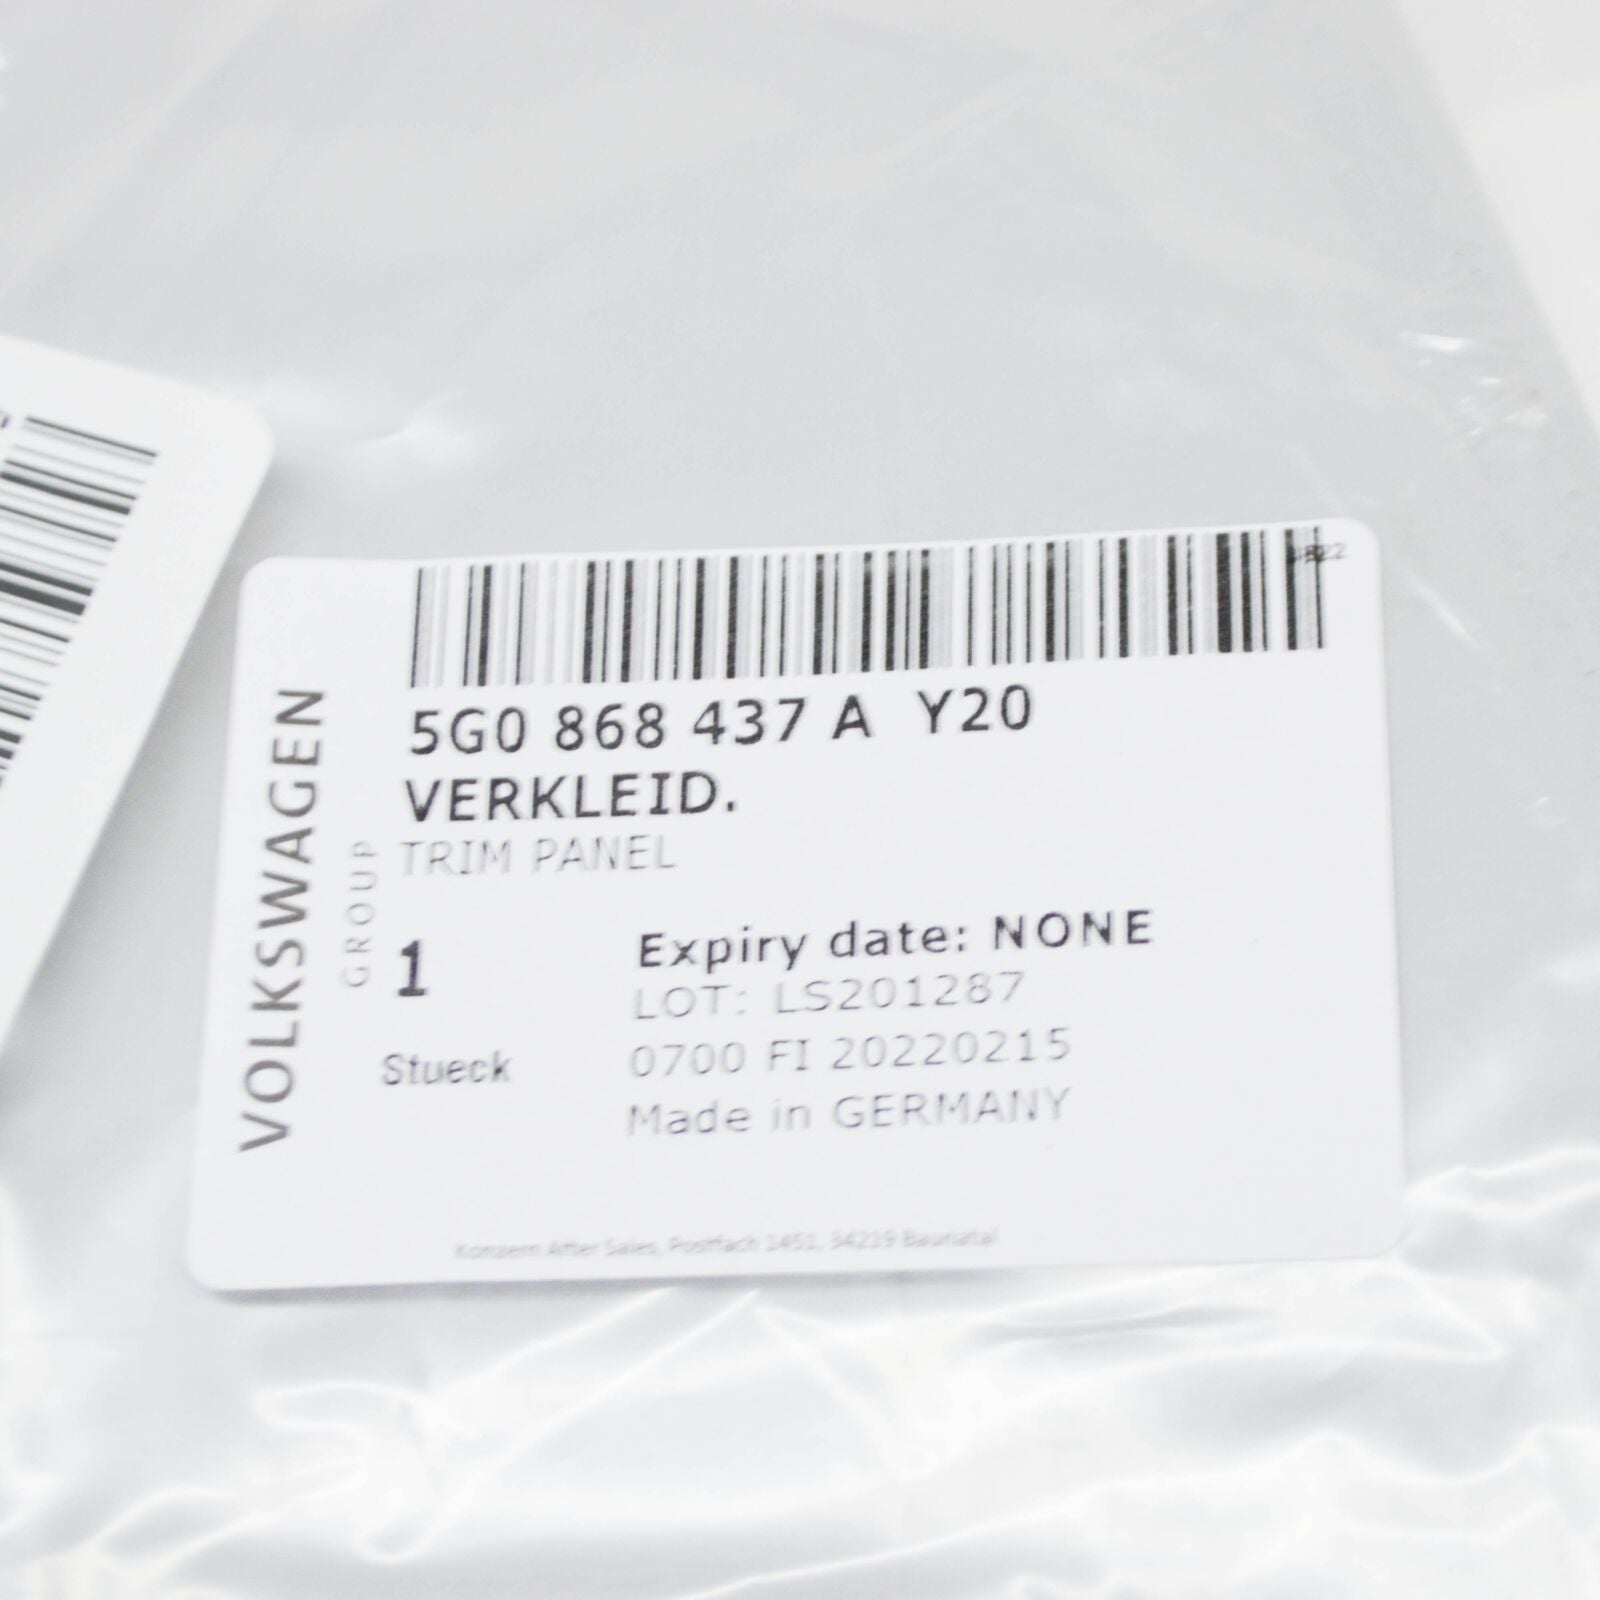 5G0 868 437 A Y20
VERKLEID.
TRIM PANEL
VOLKSWAGEN
GROUP
1
Stueck
Expiry date: NONE
LOT: LS201287
0700 FI 20220215
Made in GERMANY
Konzern After Sales, Postfach 1451, 34219 Baunatal